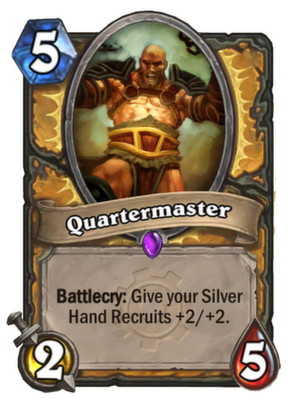 5
Quartermaster
Battlecry: Give your Silver
Hand Recruits +2/+2.
2
5